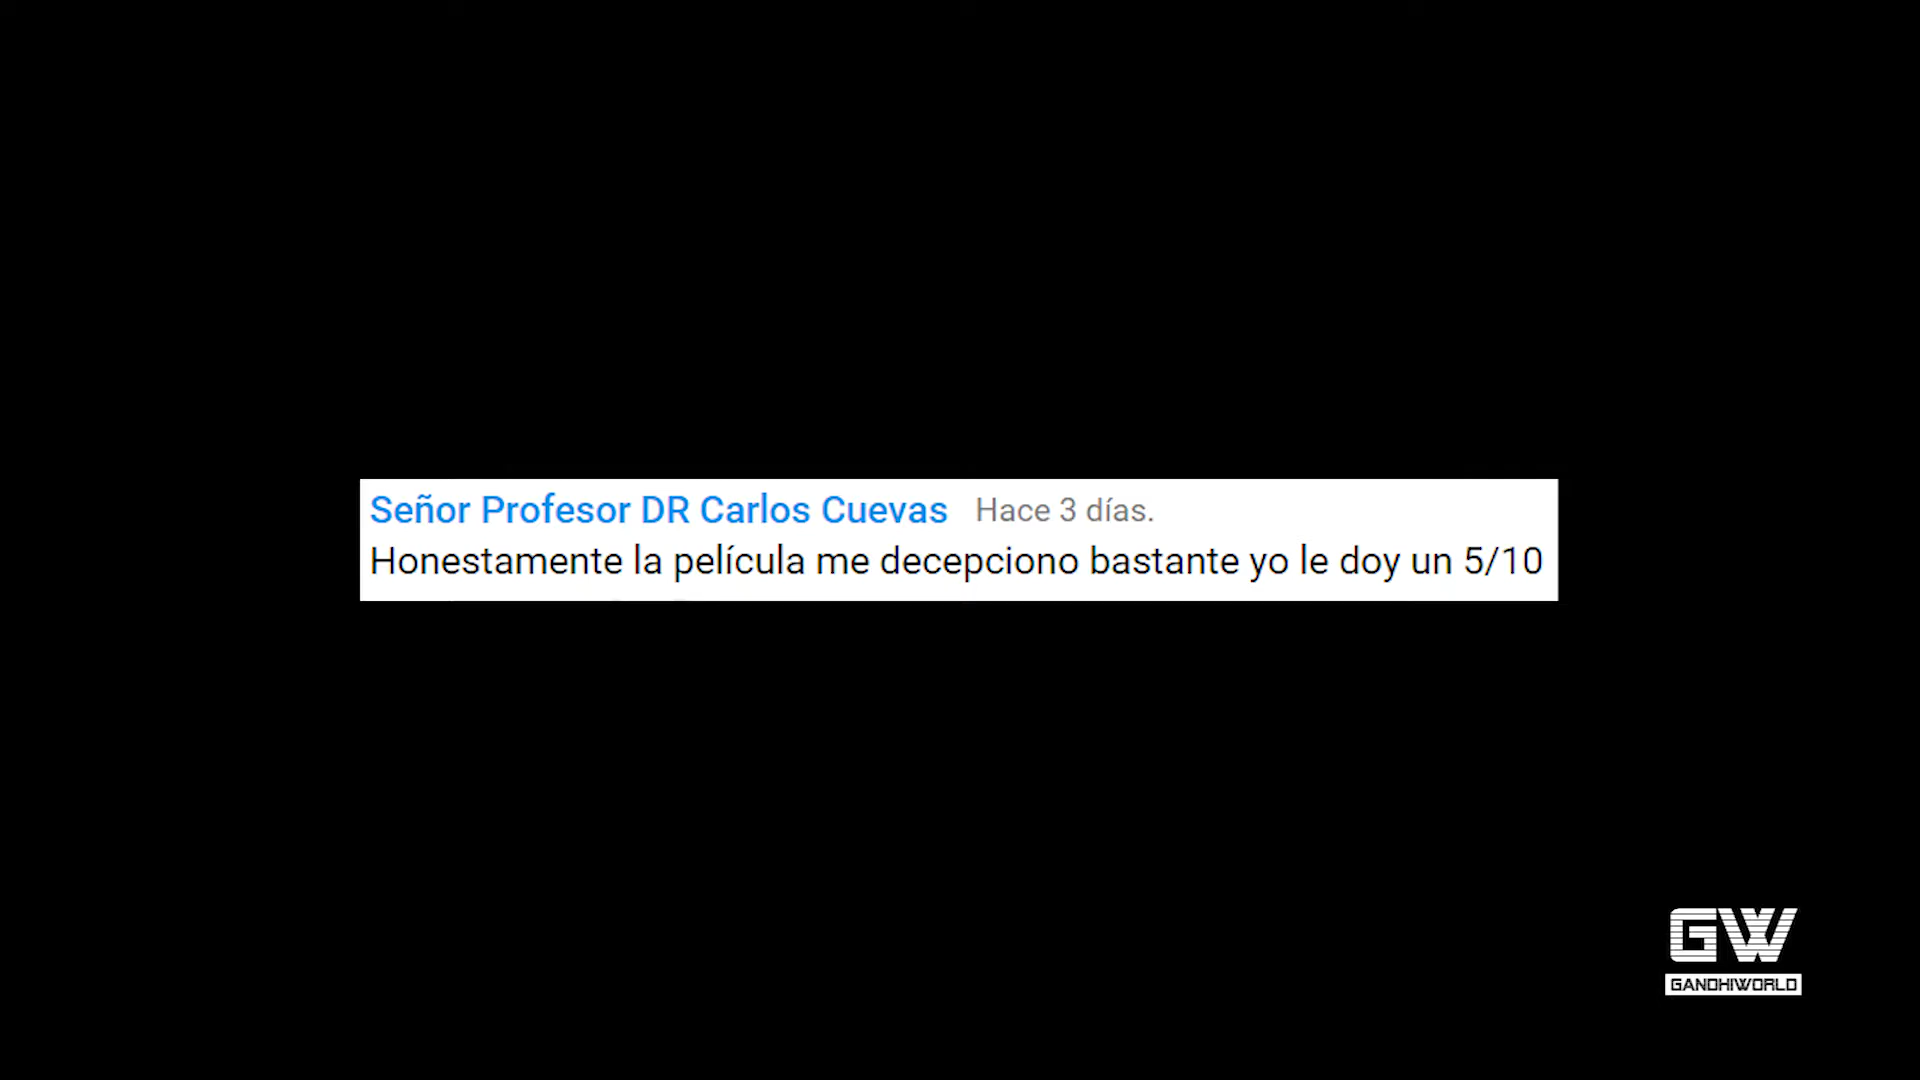 Señor Profesor DR Carlos Cuevas Hace 3 días.
Honestamente la película me decepciono bastante yo le doy un 5/10
GW
GANDHIWORLD